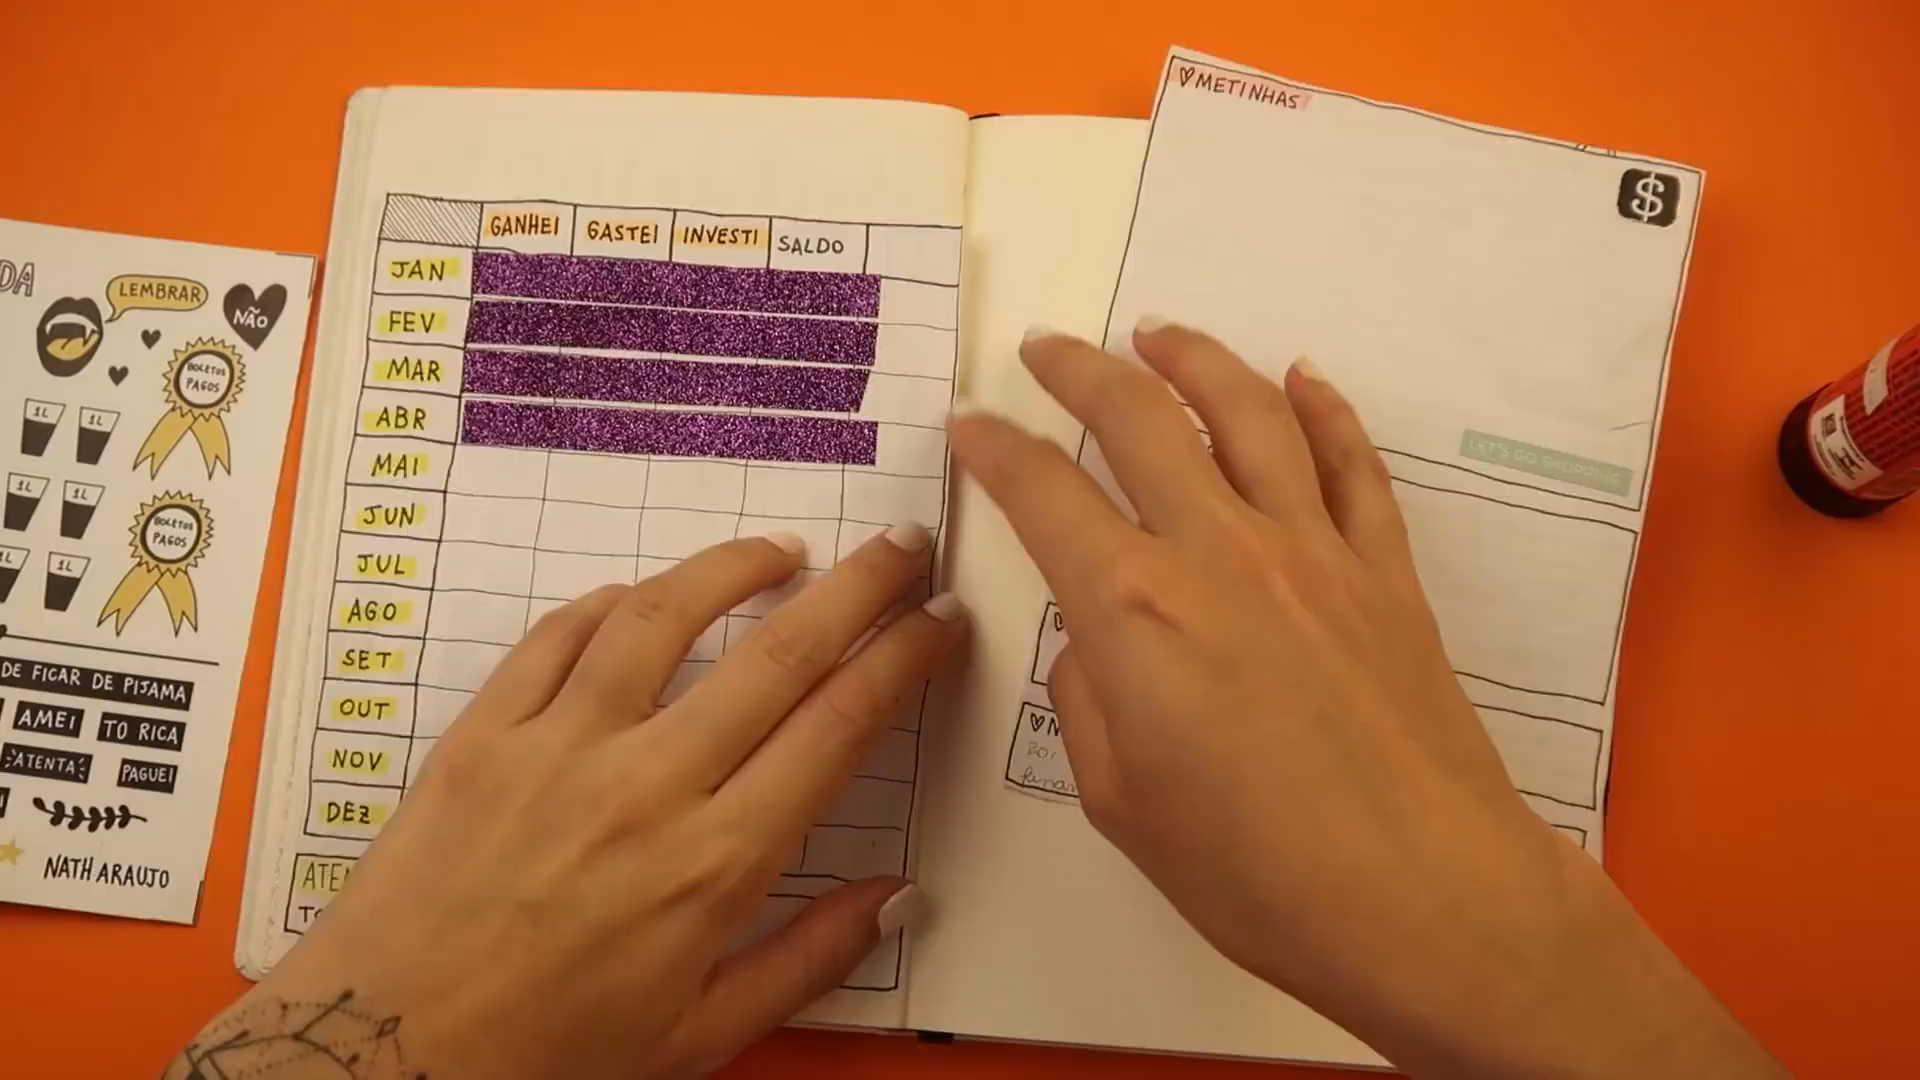 DA
LEMBRAR
NÃO
BOLETOS
PAGOS
1L 1L
1L 1L
BOLETOS
PAGOS
1L 1L
DE FICAR DE PIJAMA
AMEI TO RICA
ATENTA PAGUEI
NATH ARAUJO
GANHEI GASTEI INVESTI SALDO
JAN
FEV
MAR
ABR
MAI
JUN
JUL
AGO
SET
OUT
NOV
DEZ
METINHAS
$
LET'S GO SHOPPING